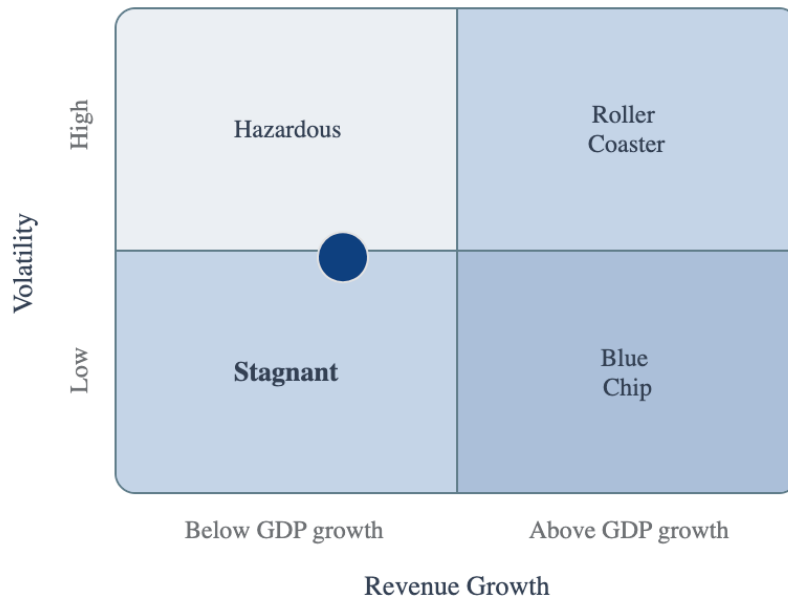 High
Hazardous
Roller
Coaster
Volatility
Low
Stagnant
Blue
Chip
Below GDP growth
Above GDP growth
Revenue Growth